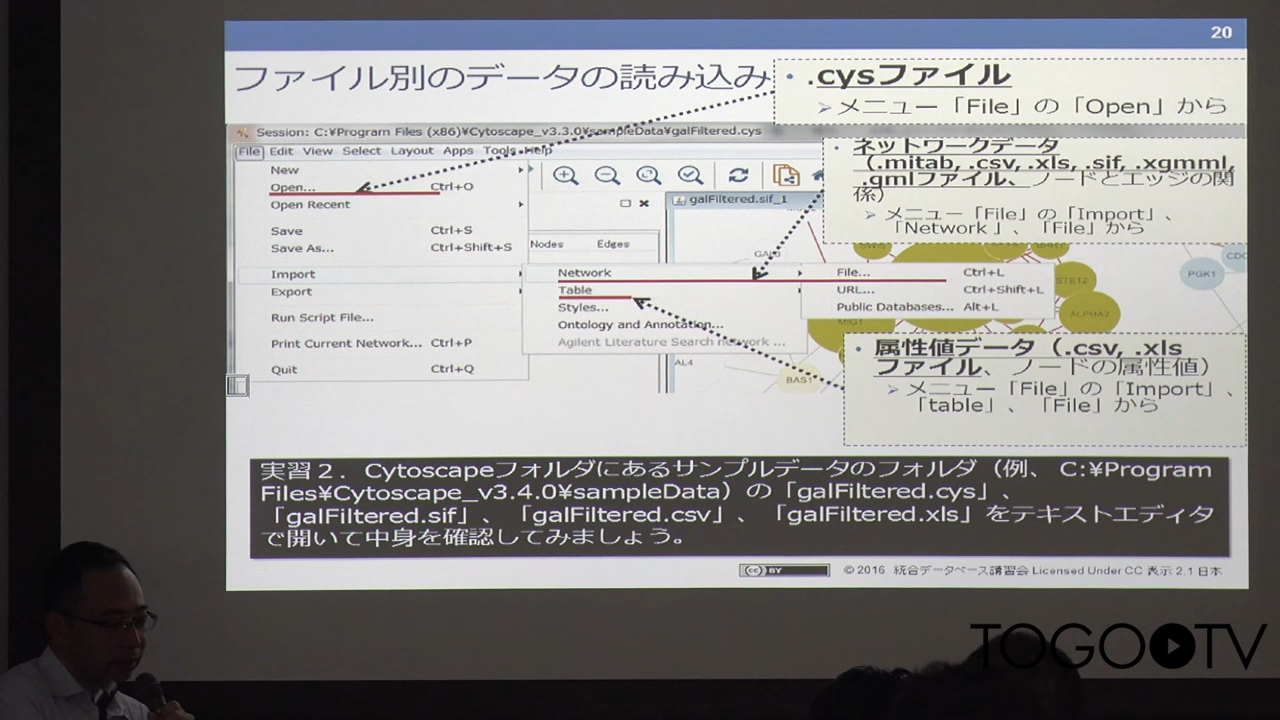 20
ファイル別のデータの読み込み
• .cysファイル
➢メニュー「File」の「Open」から
Session: C:¥Program Files (x86)¥Cytoscape_v3.3.0¥sampleData¥galFiltered.cys
File Edit View Select Layout Apps Tools Help
New
Open... Ctrl+O
Open Recent
Save Ctrl+S
Save As... Ctrl+Shift+S
Import
Export
Run Script File...
Print Current Network... Ctrl+P
Quit Ctrl+Q
Nodes Edges
galFiltered.sif_1
• ネットワークデータ
（.mitab, .csv, .xls, .sif, .xgmml,
.gmlファイル、ノードとエッジの関
係）
➢ メニュー「File」の「Import」、
「Network 」、「File」から
Network
Table
Styles...
Ontology and Annotation...
Agilent Literature Search network ...
File... Ctrl+L
URL... Ctrl+Shift+L
Public Databases... Alt+L
PGK1
STE12
ALPHA2
MIG1
AL4
BAS1
• 属性値データ（.csv, .xls
ファイル、ノードの属性値）
➢ メニュー「File」の「Import」、
「table」、「File」から
実習２．Cytoscapeフォルダにあるサンプルデータのフォルダ（例、 C:¥Program
Files¥Cytoscape_v3.4.0¥sampleData）の「galFiltered.cys」、
「galFiltered.sif」、「galFiltered.csv」、「galFiltered.xls」をテキストエディタ
で開いて中身を確認してみましょう。
cc BY
© 2016 統合データベース講習会 Licensed Under CC 表示 2.1 日本
TOGOTV